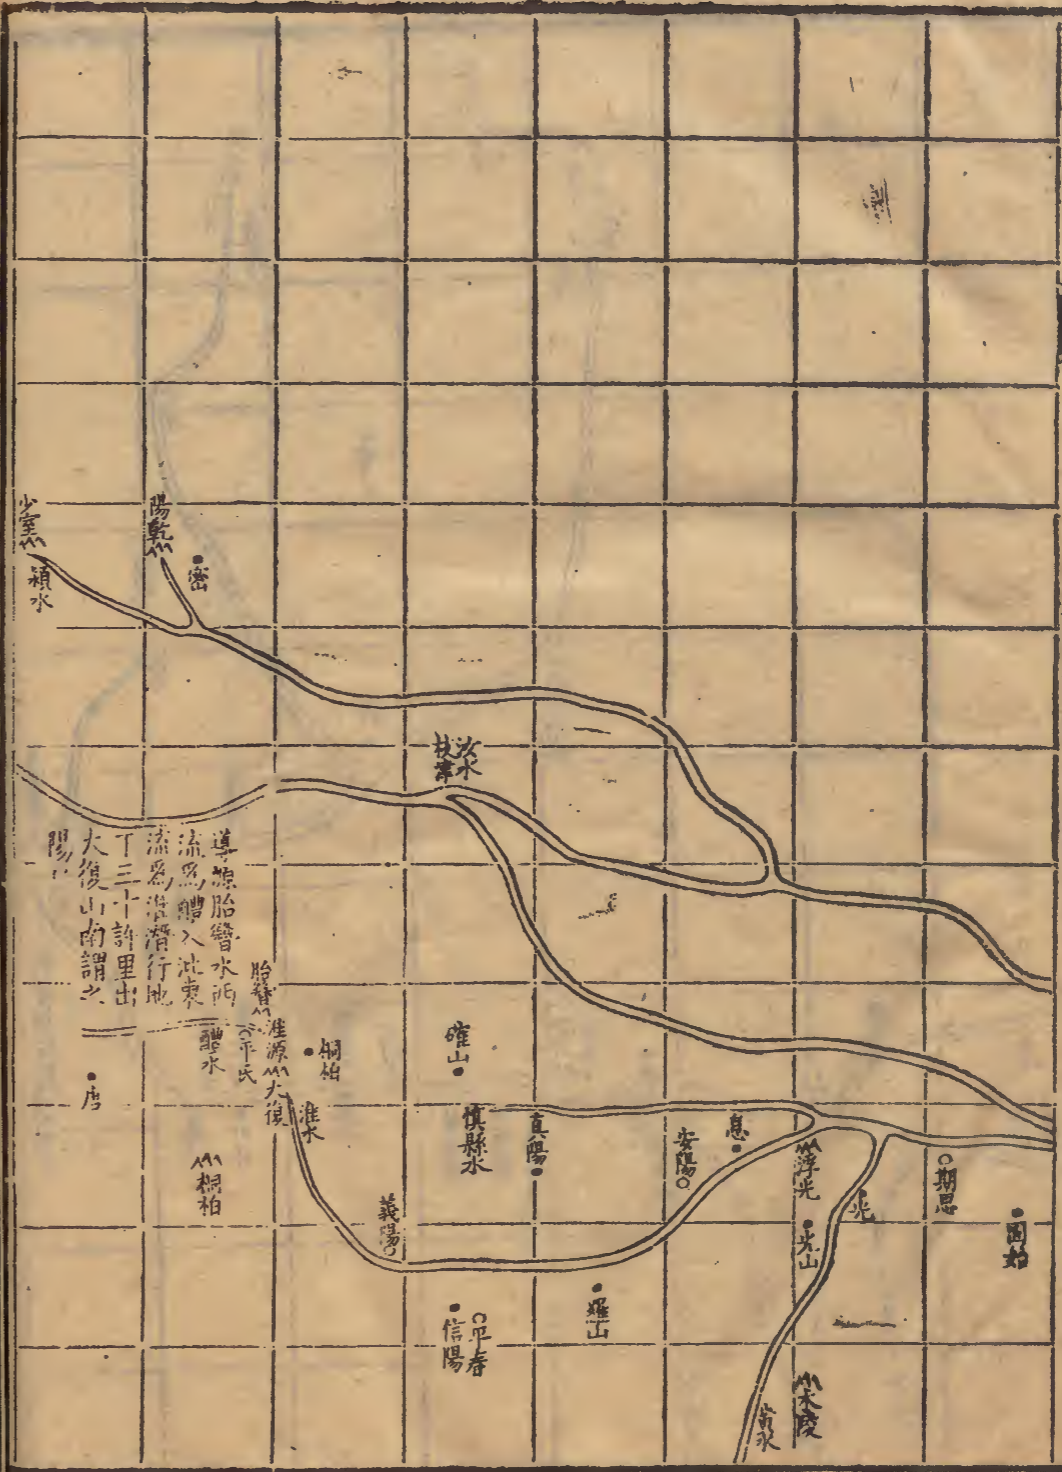 少室
潁水
陽乾
密
汝水
枝津
導源胎簪水西
流爲醴入泚東
流爲淮潛行地
下三十許里出
大復山南謂之
陽口
胎簪
醴水
平氏
淮源
大復
桐柏
確山
唐
淮水
慎縣水
真陽
安陽
息
浮光
期思
光
固始
桐柏
義陽
光山
羅山
平春
信陽
木陵